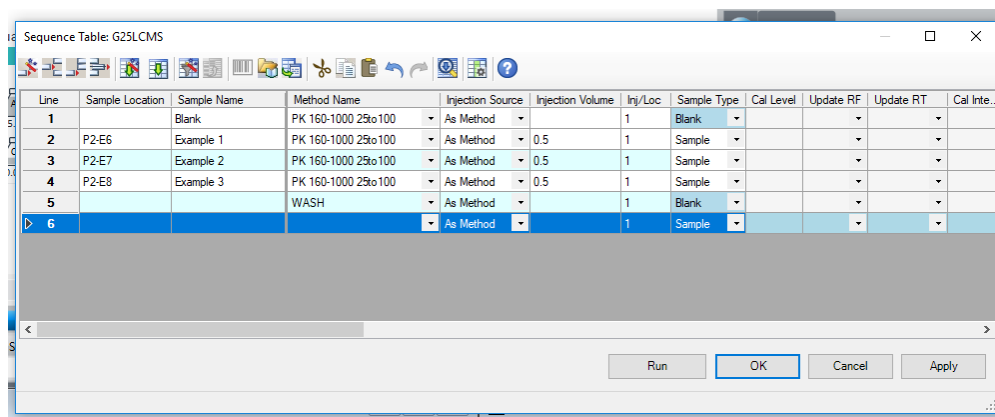 Sequence Table: G25LCMS
Line Sample Location Sample Name Method Name Injection Source Injection Volume Inj/Loc Sample Type Cal Level Update RF Update RT Cal Inte...
1 Blank PK 160-1000 25to100 As Method 1 Blank
2 P2-E6 Example 1 PK 160-1000 25to100 As Method 0.5 1 Sample
3 P2-E7 Example 2 PK 160-1000 25to100 As Method 0.5 1 Sample
4 P2-E8 Example 3 PK 160-1000 25to100 As Method 0.5 1 Sample
5 WASH As Method 1 Blank
6 As Method 1 Sample
Run OK Cancel Apply